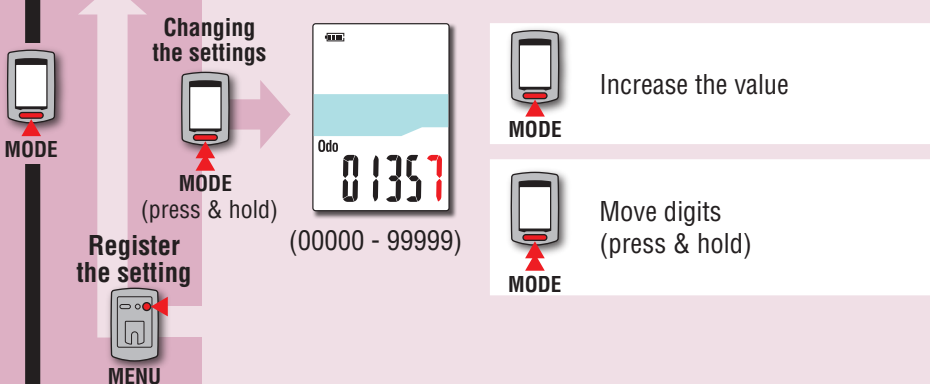 Changing
the settings
MODE
MODE
(press & hold)
Register
the setting
MENU
Odo
01357
(00000 - 99999)
MODE
Increase the value
MODE
Move digits
(press & hold)